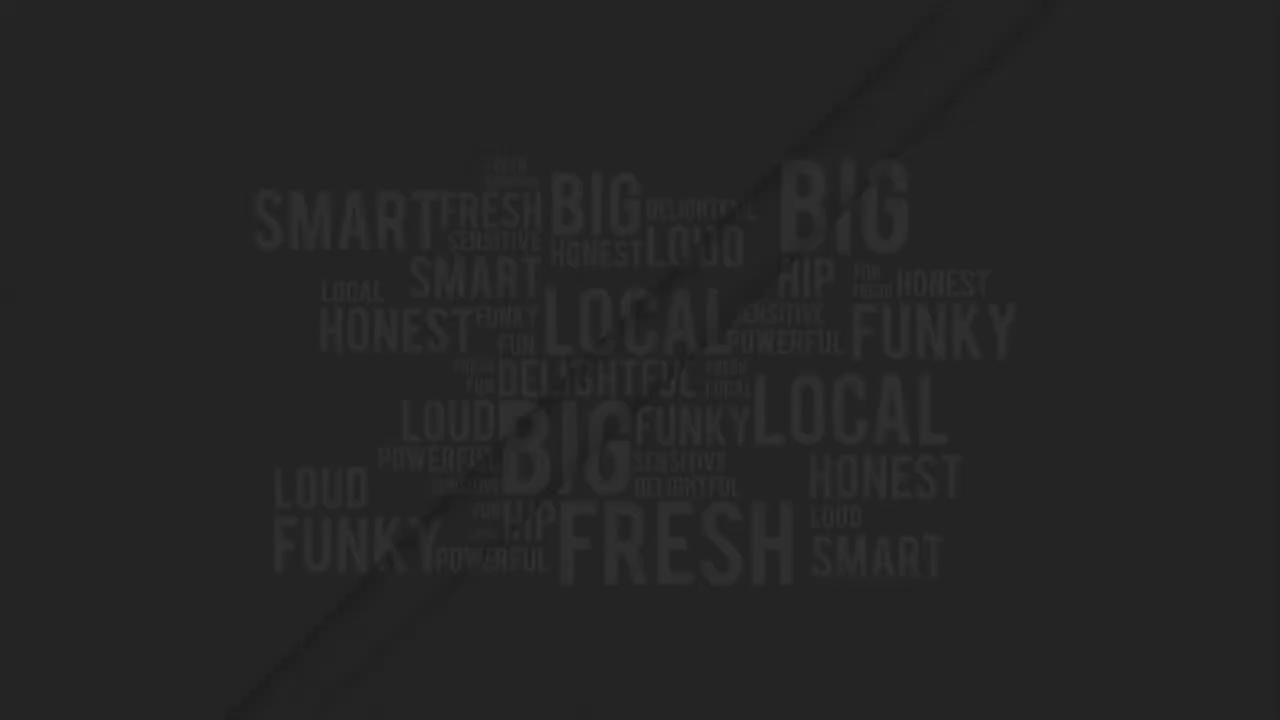 SMART FRESH BIG DELIGHTFUL BIG
SENSITIVE HONEST LOUD
SMART HIP HONEST
LOCAL
HONEST FUNKY LOCAL SENSITIVE FUNKY
FUN POWERFUL
DELIGHTFUL LOCAL
LOUD BIG FUNKY
POWERFUL SENSITIVE HONEST
LOUD DELIGHTFUL
HIP FRESH LOUD
FUNKY POWERFUL SMART